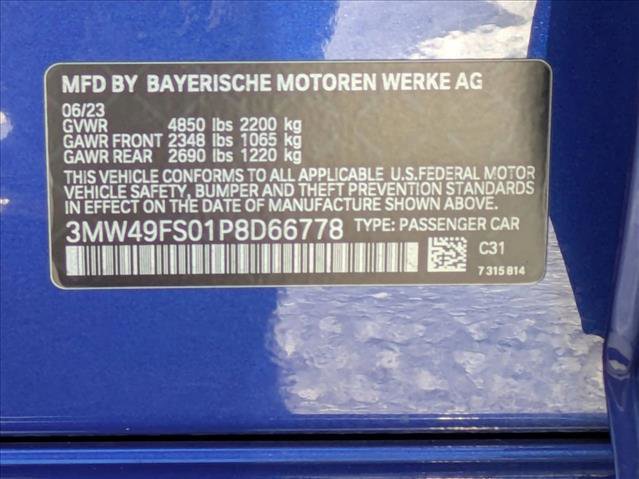 MFD BY BAYERISCHE MOTOREN WERKE AG
06/23
GVWR 4850 lbs 2200 kg
GAWR FRONT 2348 lbs 1065 kg
GAWR REAR 2690 lbs 1220 kg
THIS VEHICLE CONFORMS TO ALL APPLICABLE U.S.FEDERAL MOTOR
VEHICLE SAFETY, BUMPER AND THEFT PREVENTION STANDARDS
IN EFFECT ON THE DATE OF MANUFACTURE SHOWN ABOVE.
3MW49FS01P8D66778 TYPE: PASSENGER CAR
C31
7 315 814